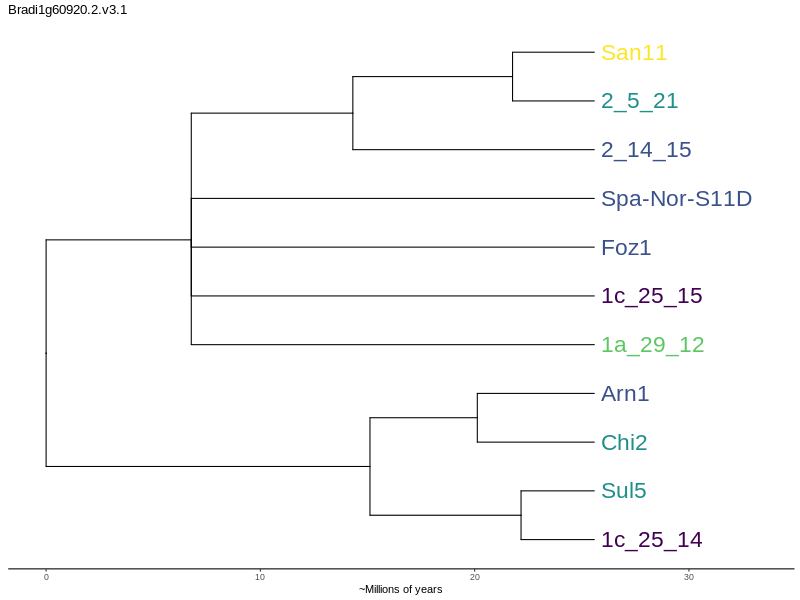 Bradi1g60920.2.v3.1
San11
2_5_21
2_14_15
Spa-Nor-S11D
Foz1
1c_25_15
1a_29_12
Arn1
Chi2
Sul5
1c_25_14
0 10 20 30
~Millions of years